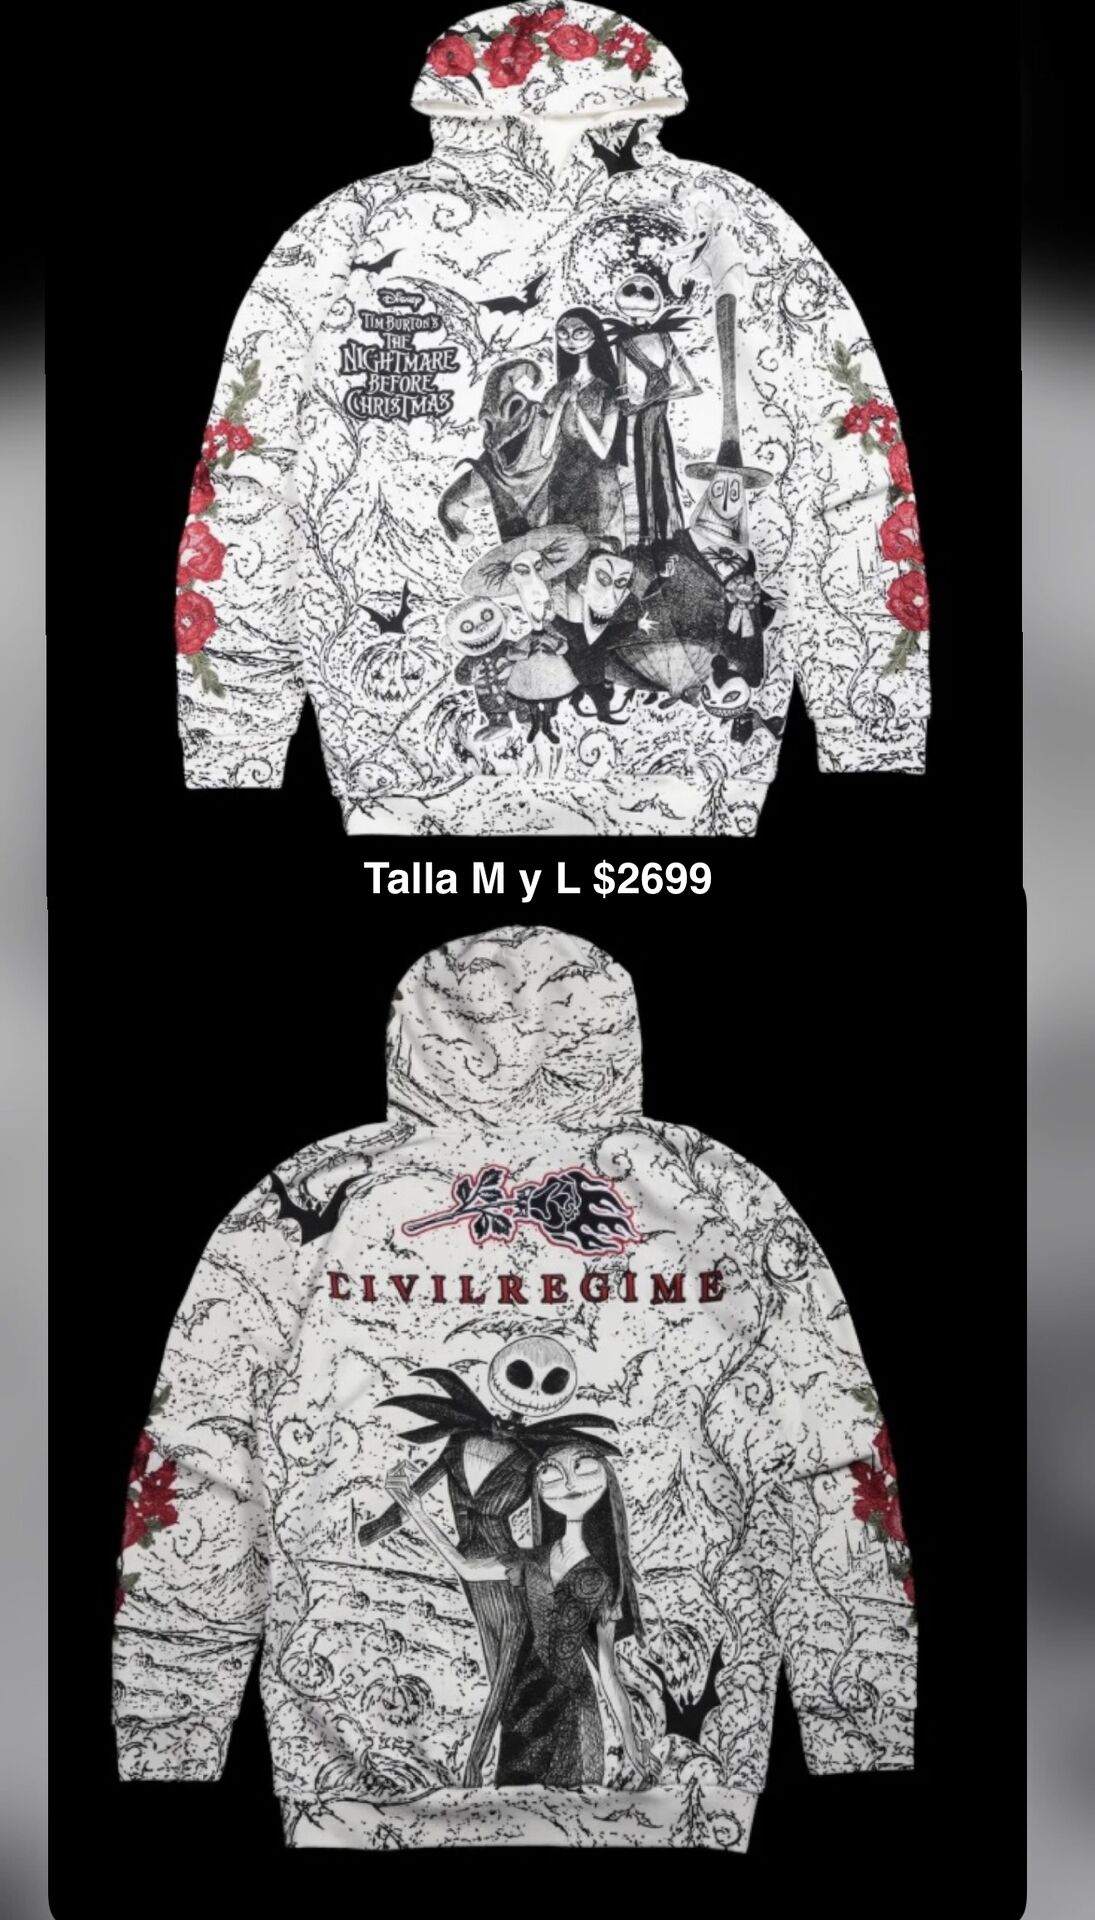 Disney
TIM BURTON'S
THE
NIGHTMARE
BEFORE
CHRISTMAS
Talla M y L $2699
CIVILREGIME